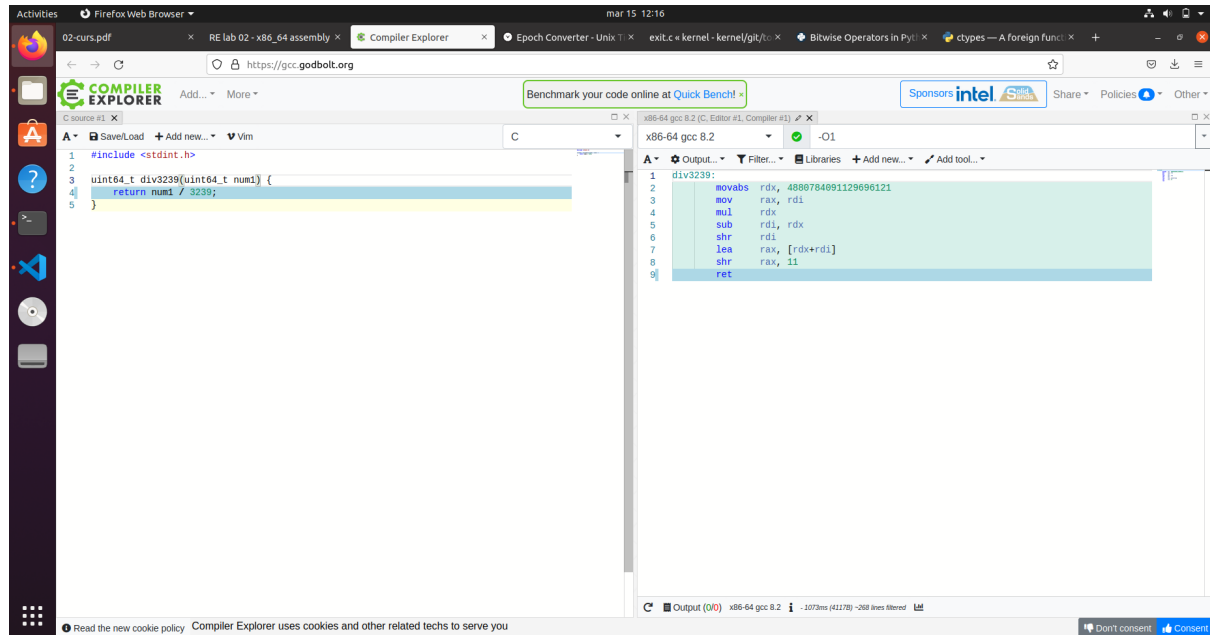 Activities Firefox Web Browser mar 15 12:16
02-curs.pdf × RE lab 02 - x86_64 assembly × Compiler Explorer × Epoch Converter - Unix Ti × exit.c « kernel - kernel/git/to × Bitwise Operators in Pyt × ctypes — A foreign funct × +
https://gcc.godbolt.org
COMPILER EXPLORER Add... More Benchmark your code online at Quick Bench! × Sponsors intel. Solid Sands Share Policies Other
C source #1 X x86-64 gcc 8.2 (C, Editor #1, Compiler #1) X
A Save/Load + Add new... Vim C x86-64 gcc 8.2 -O1
A Output... Filter... Libraries + Add new... Add tool...
1 #include <stdint.h>
2
3 uint64_t div3239(uint64_t num1) {
4 return num1 / 3239;
5 }
1 div3239:
2 movabs rdx, 4880784091129696121
3 mov rax, rdi
4 mul rdx
5 sub rdi, rdx
6 shr rdi
7 lea rax, [rdx+rdi]
8 shr rax, 11
9 ret
Output (0/0) x86-64 gcc 8.2 i - 1073ms (4117B) ~268 lines filtered
Read the new cookie policy Compiler Explorer uses cookies and other related techs to serve you Don't consent Consent